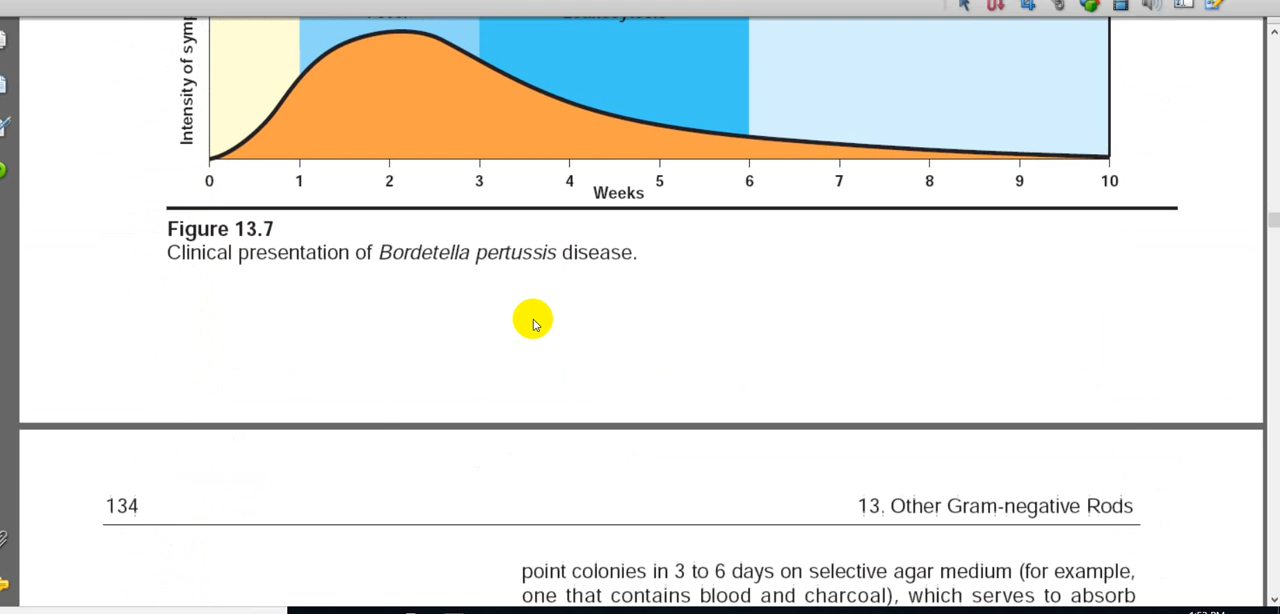 Intensity of symp
0 1 2 3 4 5 6 7 8 9 10
Weeks
Figure 13.7
Clinical presentation of Bordetella pertussis disease.
134 13. Other Gram-negative Rods
point colonies in 3 to 6 days on selective agar medium (for example,
one that contains blood and charcoal), which serves to absorb